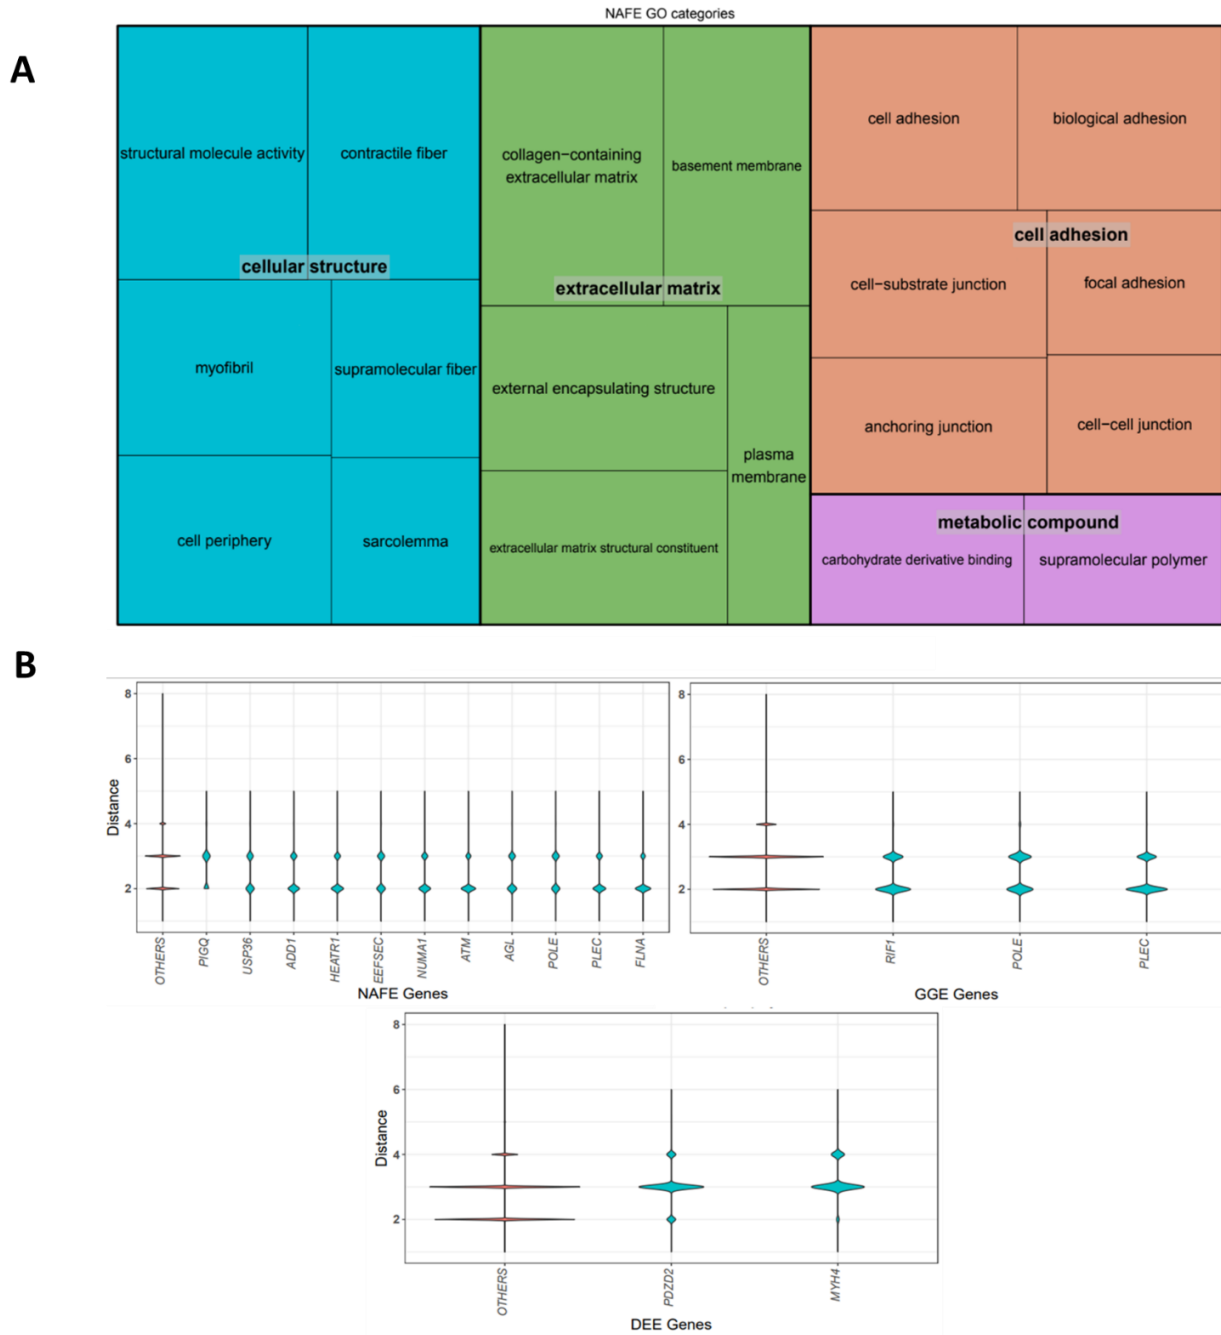 NAFE GO categories
A
structural molecule activity
contractile fiber
cellular structure
myofibril
supramolecular fiber
cell periphery
sarcolemma
collagen−containing
extracellular matrix
basement membrane
extracellular matrix
external encapsulating structure
plasma
membrane
extracellular matrix structural constituent
cell adhesion
biological adhesion
cell adhesion
cell−substrate junction
focal adhesion
anchoring junction
cell−cell junction
metabolic compound
carbohydrate derivative binding
supramolecular polymer
B
8
6
4
2
Distance
OTHERS
PIGQ
USP36
ADD1
HEATR1
EEFSEC
NUMA1
ATM
AGL
POLE
PLEC
FLNA
NAFE Genes
8
6
4
2
OTHERS
RIF1
POLE
PLEC
GGE Genes
8
6
4
2
Distance
OTHERS
PDZD2
MYH4
DEE Genes